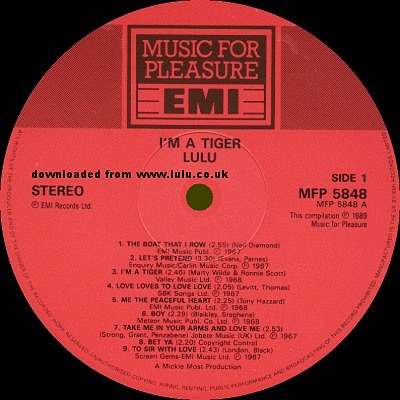 MUSIC FOR
PLEASURE
EMI
I'M A TIGER
LULU
downloaded from www.lulu.co.uk
SIDE 1
STEREO
MFP 5848
MFP 5848 A
Ⓟ EMI Records Ltd.
This compilation Ⓟ 1989
Music for Pleasure
1. THE BOAT THAT I ROW (2.55) (Neil Diamond)
EMI Music Publ. Ⓟ 1967
2. LET'S PRETEND (3.30) (Evans, Parnes)
Enquiry Music/Carlin Music Corp. Ⓟ 1967
3. I'M A TIGER (2.46) (Marty Wilde & Ronnie Scott)
Valley Music Ltd. Ⓟ 1968
4. LOVE LOVES TO LOVE LOVE (2.05) (Levitt, Thomas)
SBK Songs Ltd. Ⓟ 1967
5. ME THE PEACEFUL HEART (2.25) (Tony Hazzard)
EMI Music Publ. Ltd. Ⓟ 1968
6. BOY (2.29) (Blaikley, Stephens)
Meteor Music Publ. Co. Ltd. Ⓟ 1968
7. TAKE ME IN YOUR ARMS AND LOVE ME (2.53)
(Strong, Grant, Penzabene) Jobete Music (UK) Ltd. Ⓟ 1967
8. BET YA (2.20) Copyright Control
9. TO SIR WITH LOVE (2.43) (London, Black)
Screen Gems-EMI Music Ltd. Ⓟ 1967
A Mickie Most Production